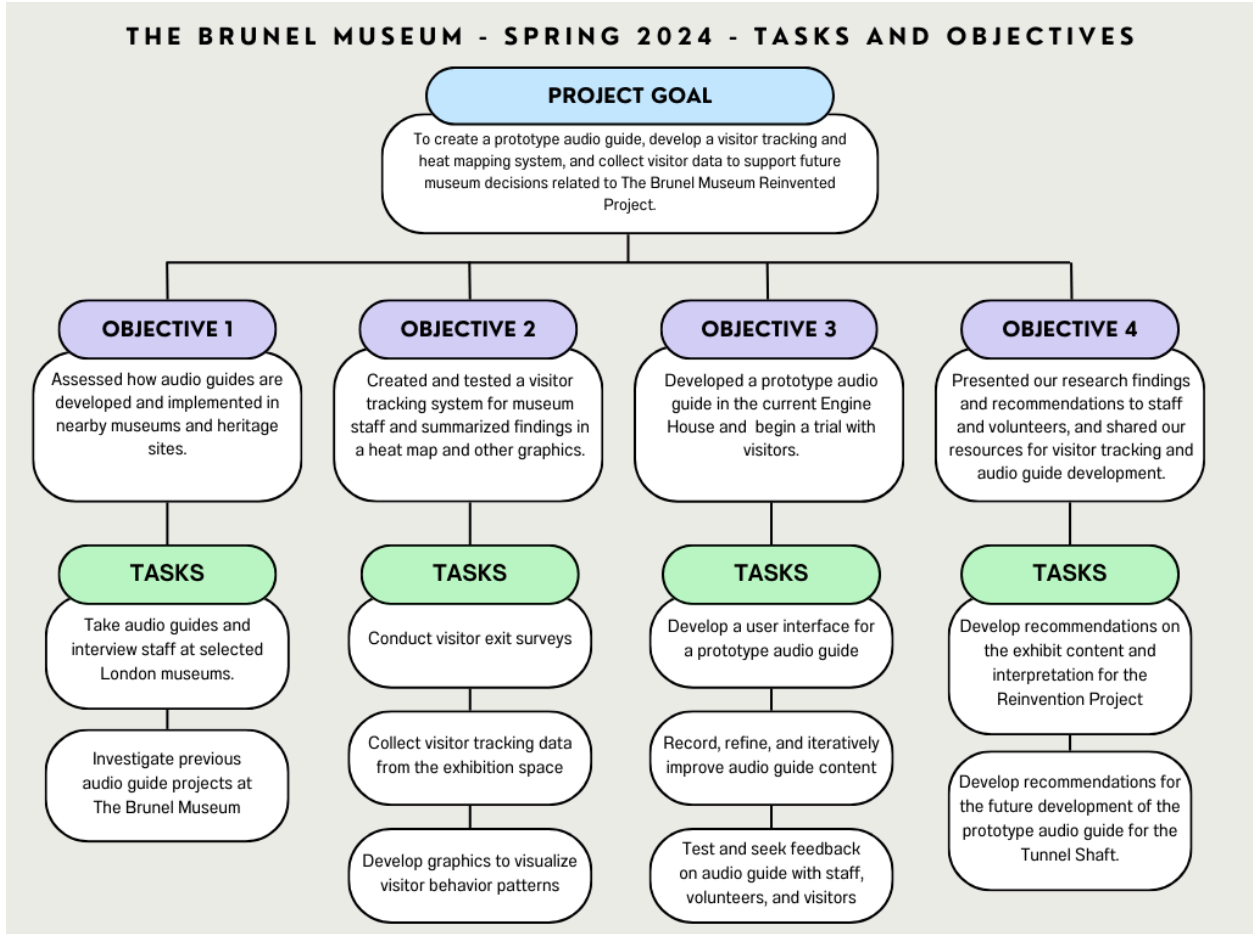 THE BRUNEL MUSEUM - SPRING 2024 - TASKS AND OBJECTIVES
PROJECT GOAL
To create a prototype audio guide, develop a visitor tracking and
heat mapping system, and collect visitor data to support future
museum decisions related to The Brunel Museum Reinvented
Project.
OBJECTIVE 1
Assessed how audio guides are
developed and implemented in
nearby museums and heritage
sites.
TASKS
Take audio guides and
interview staff at selected
London museums.
Investigate previous
audio guide projects at
The Brunel Museum
OBJECTIVE 2
Created and tested a visitor
tracking system for museum
staff and summarized findings in
a heat map and other graphics.
TASKS
Conduct visitor exit surveys
Collect visitor tracking data
from the exhibition space
Develop graphics to visualize
visitor behavior patterns
OBJECTIVE 3
Developed a prototype audio
guide in the current Engine
House and begin a trial with
visitors.
TASKS
Develop a user interface for
a prototype audio guide
Record, refine, and iteratively
improve audio guide content
Test and seek feedback
on audio guide with staff,
volunteers, and visitors
OBJECTIVE 4
Presented our research findings
and recommendations to staff
and volunteers, and shared our
resources for visitor tracking and
audio guide development.
TASKS
Develop recommendations on
the exhibit content and
interpretation for the
Reinvention Project
Develop recommendations for
the future development of the
prototype audio guide for the
Tunnel Shaft.